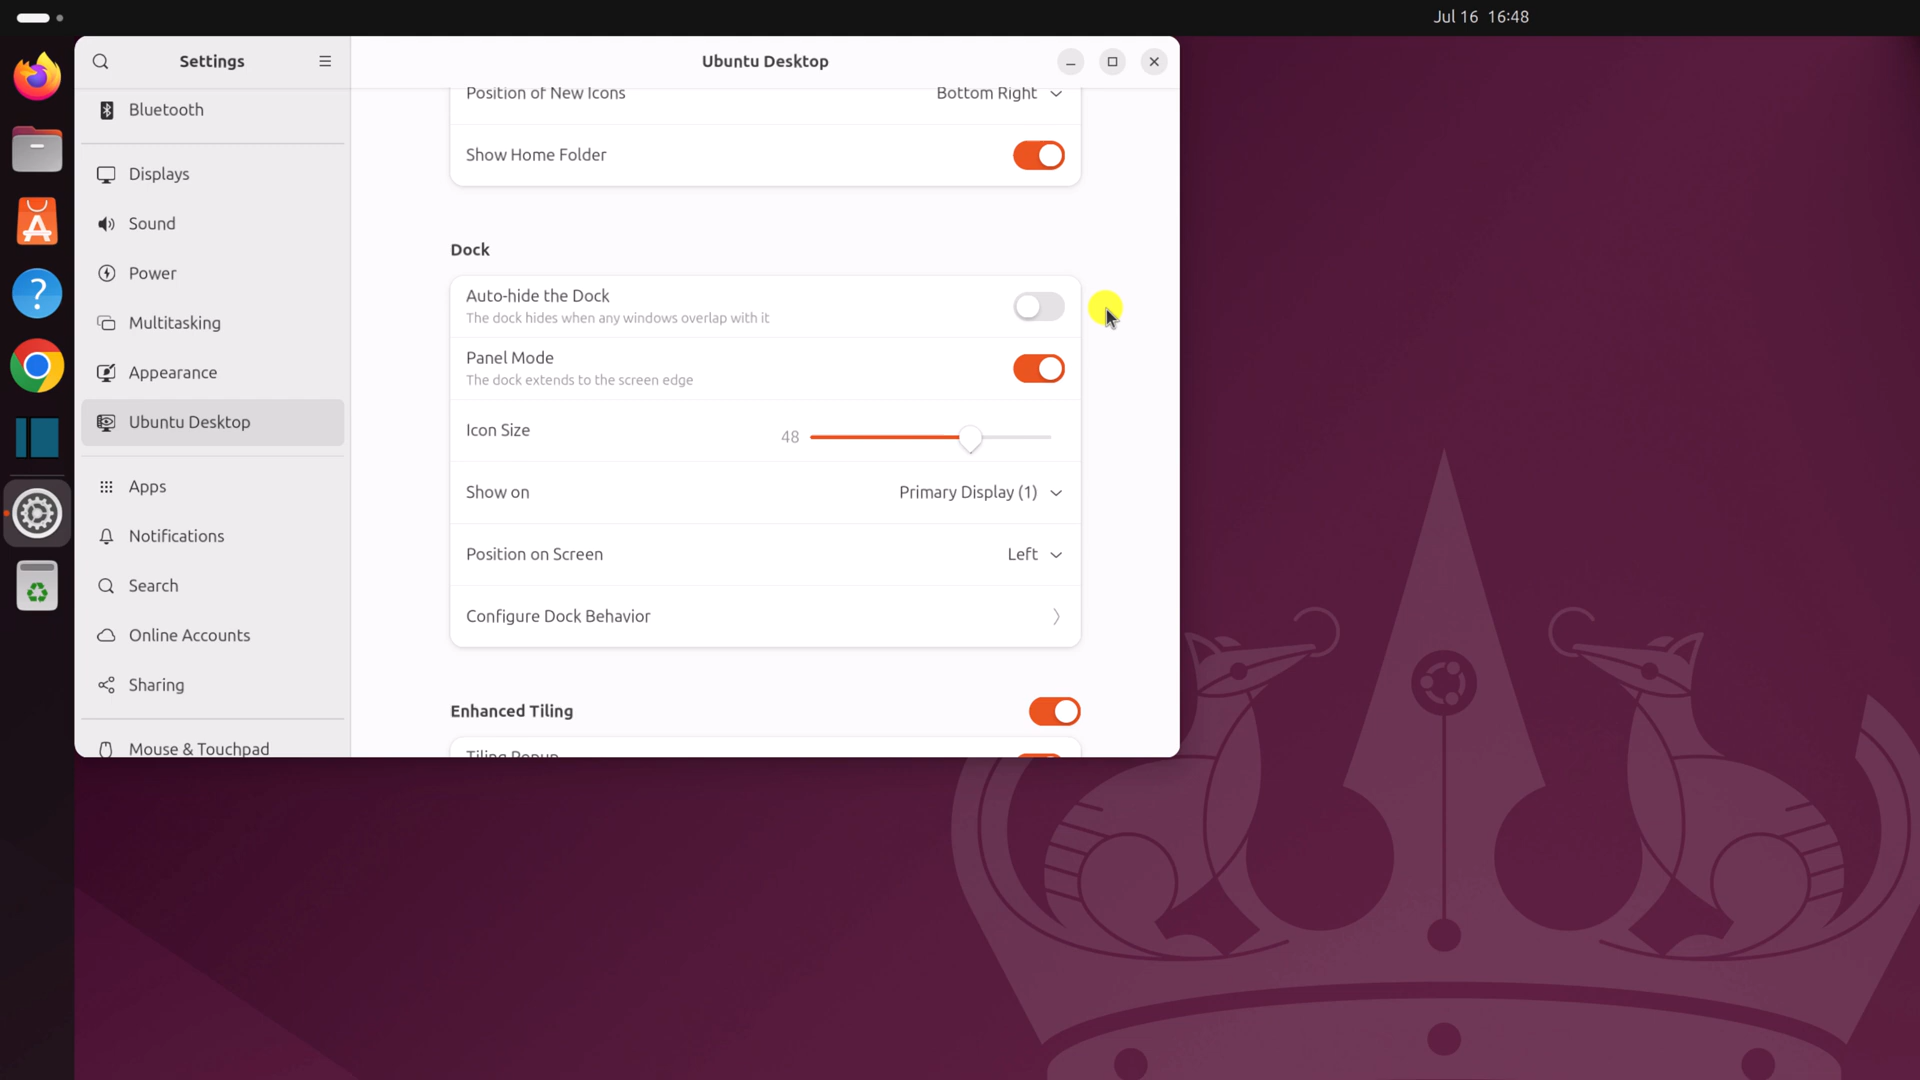 Jul 16 16:48
Settings
Ubuntu Desktop
Bluetooth
Displays
Sound
Power
Multitasking
Appearance
Ubuntu Desktop
Apps
Notifications
Search
Online Accounts
Sharing
Mouse & Touchpad
Position of New Icons Bottom Right
Show Home Folder
Dock
Auto-hide the Dock
The dock hides when any windows overlap with it
Panel Mode
The dock extends to the screen edge
Icon Size 48
Show on Primary Display (1)
Position on Screen Left
Configure Dock Behavior
Enhanced Tiling
Tiling Popup